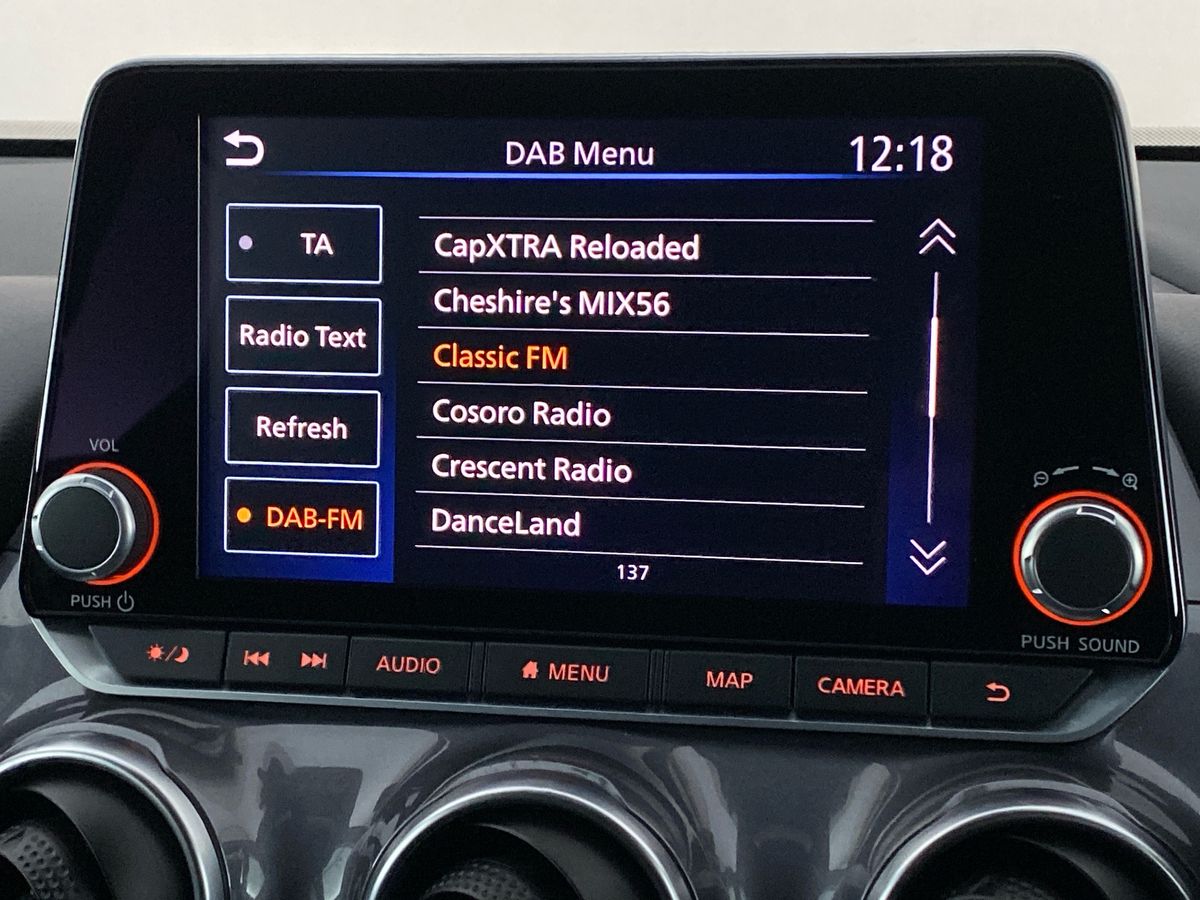 DAB Menu
12:18
TA
Radio Text
Refresh
DAB-FM
CapXTRA Reloaded
Cheshire's MIX56
Classic FM
Cosoro Radio
Crescent Radio
DanceLand
137
VOL
PUSH
PUSH SOUND
AUDIO
MENU
MAP
CAMERA